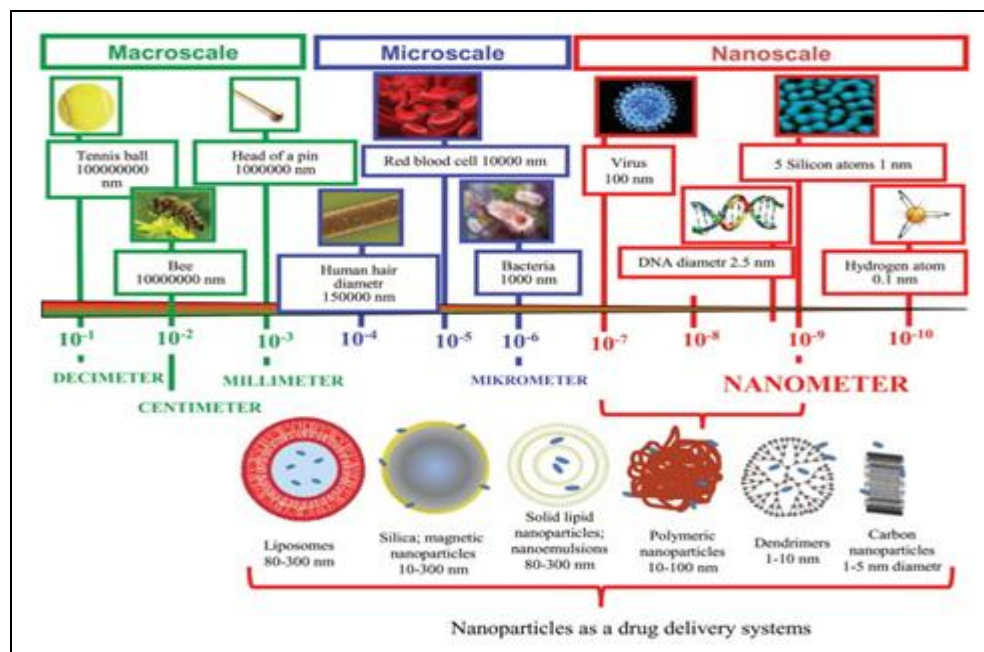 Macroscale
Microscale
Nanoscale
Tennis ball
100000000
nm
Head of a pin
1000000 nm
Red blood cell 10000 nm
Virus
100 nm
5 Silicon atoms 1 nm
Bee
10000000 nm
Human hair
diametr
150000 nm
Bacteria
1000 nm
DNA diametr 2.5 nm
Hydrogen atom
0.1 nm
10-1
10-2
10-3
10-4
10-5
10-6
10-7
10-8
10-9
10-10
DECIMETER
CENTIMETER
MILLIMETER
MIKROMETER
NANOMETER
Liposomes
80-300 nm
Silica; magnetic
nanoparticles
10-300 nm
Solid lipid
nanoparticles;
nanoemulsions
80-300 nm
Polymeric
nanoparticles
10-100 nm
Dendrimers
1-10 nm
Carbon
nanoparticles
1-5 nm diametr
Nanoparticles as a drug delivery systems